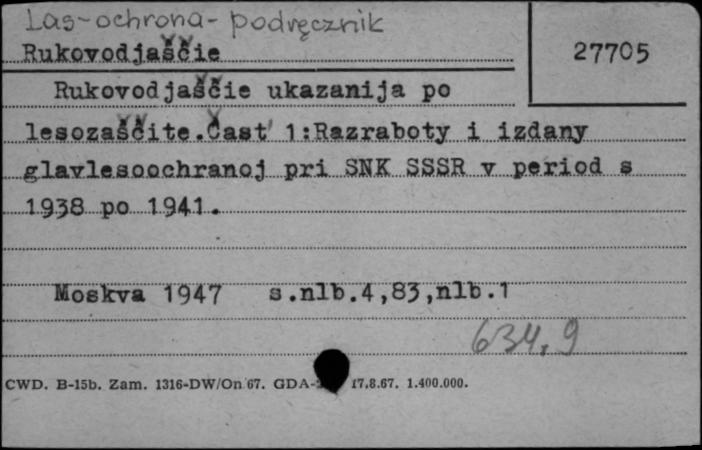 Las-ochrona-podręcznik
Rukovodjaščie
27705
Rukovodjaščie ukazanija po
lesozaščite.Čast' 1:Razraboty i izdany
glavlesoochranoj pri SNK SSSR v period s
1938 po 1941.
Moskva 1947 s.nlb.4,83,nlb.1
634.9
CWD. B-15b. Zam. 1316-DW/On 67. GDA- 17.8.67. 1.400.000.